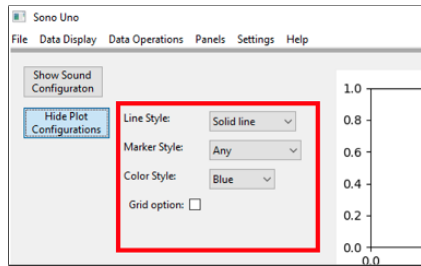 Sono Uno
File Data Display Data Operations Panels Settings Help
Show Sound
Configuraton
Hide Plot
Configurations
Line Style: Solid line
Marker Style: Any
Color Style: Blue
Grid option:
1.0
0.8
0.6
0.4
0.2
0.0
0.0